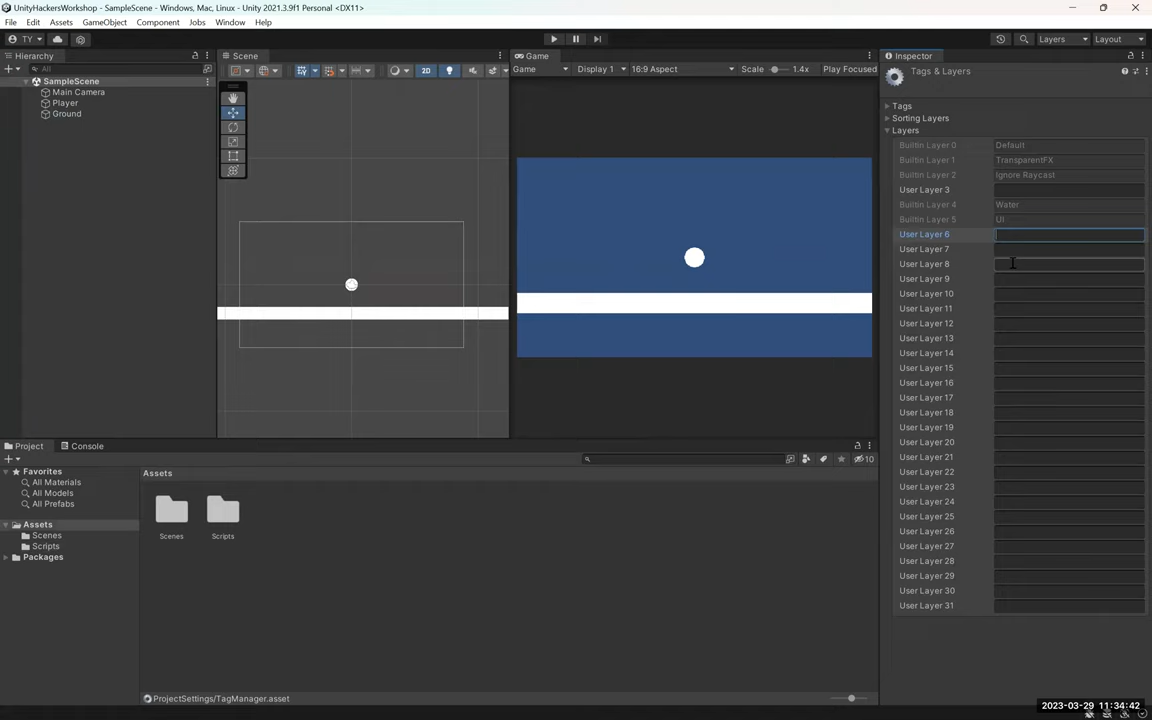 UnityHackersWorkshop - SampleScene - Windows, Mac, Linux - Unity 2021.3.9f1 Personal <DX11>
File Edit Assets GameObject Component Jobs Window Help
TY Layers Layout
Hierarchy
All
SampleScene
Main Camera
Player
Ground
Scene
2D
Game
Game Display 1 16:9 Aspect Scale 1.4x Play Focused
Inspector
Tags & Layers
Tags
Sorting Layers
Layers
Builtin Layer 0 Default
Builtin Layer 1 TransparentFX
Builtin Layer 2 Ignore Raycast
User Layer 3
Builtin Layer 4 Water
Builtin Layer 5 UI
User Layer 6
User Layer 7
User Layer 8
User Layer 9
User Layer 10
User Layer 11
User Layer 12
User Layer 13
User Layer 14
User Layer 15
User Layer 16
User Layer 17
User Layer 18
User Layer 19
User Layer 20
User Layer 21
User Layer 22
User Layer 23
User Layer 24
User Layer 25
User Layer 26
User Layer 27
User Layer 28
User Layer 29
User Layer 30
User Layer 31
Project Console
10
Favorites
All Materials
All Models
All Prefabs
Assets
Scenes
Scripts
Packages
Assets
Scenes Scripts
ProjectSettings/TagManager.asset
2023-03-29 11:34:42